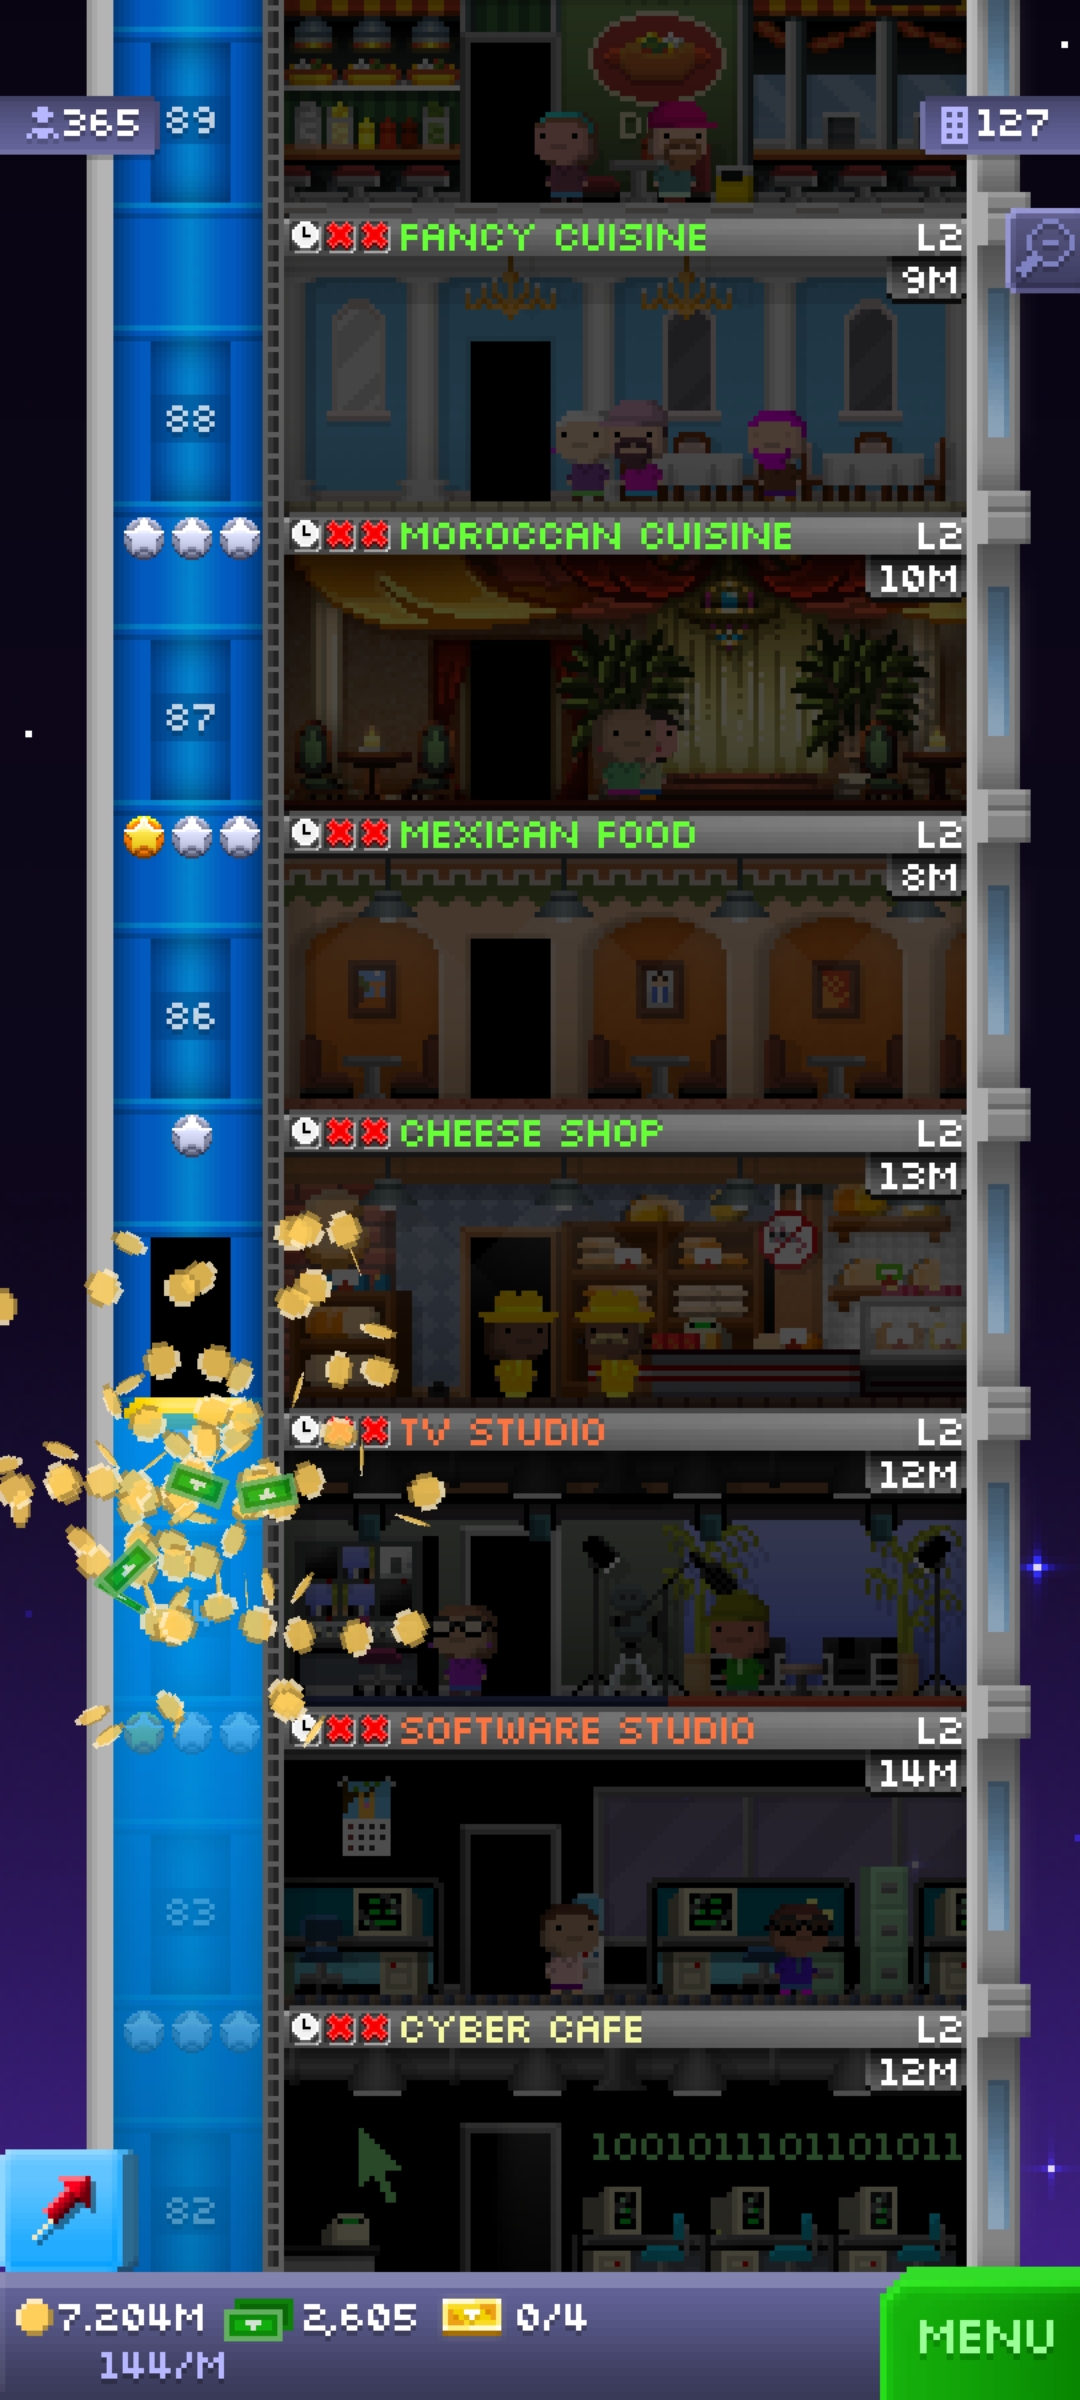 365
89
127
D
FANCY CUISINE L2
9M
88
MOROCCAN CUISINE L2
10M
87
MEXICAN FOOD L2
8M
86
CHEESE SHOP L2
13M
TV STUDIO L2
12M
SOFTWARE STUDIO L2
14M
83
CYBER CAFE L2
12M
1001011101101011
82
7.204M 2,605 0/4
144/M
MENU